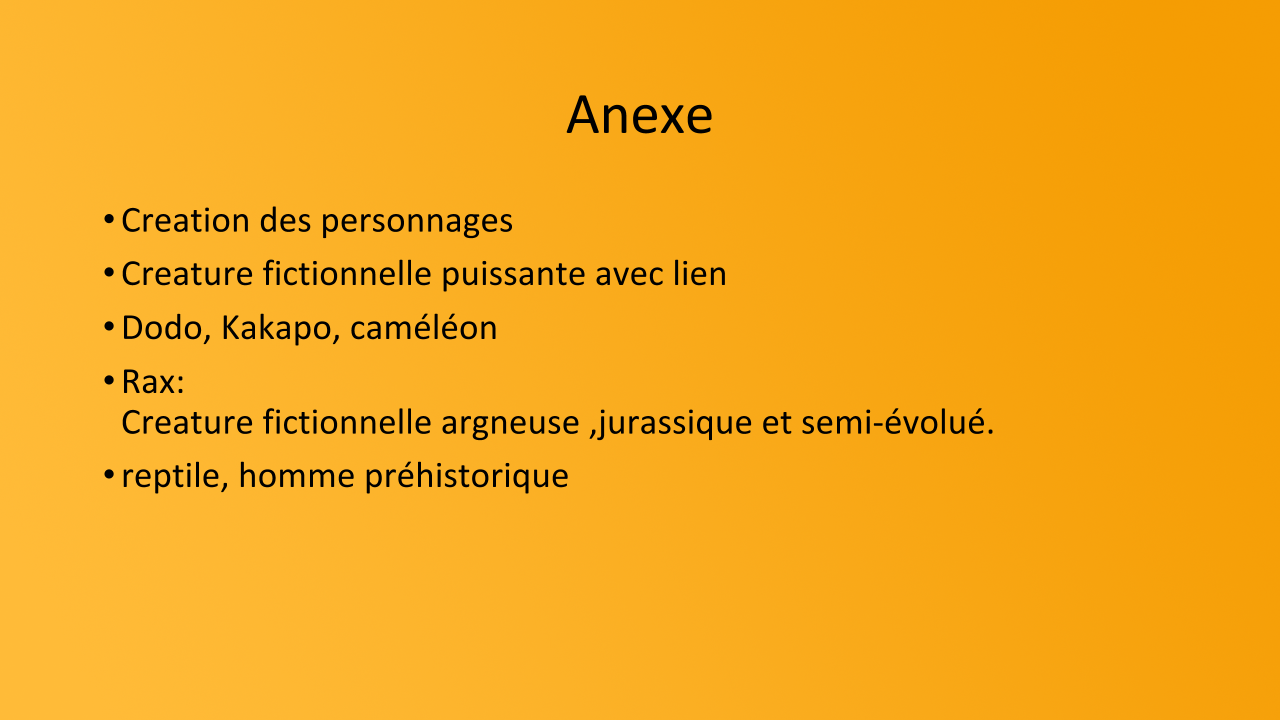 Anexe
• Creation des personnages
• Creature fictionnelle puissante avec lien
• Dodo, Kakapo, caméléon
• Rax:
Creature fictionnelle argneuse ,jurassique et semi-évolué.
• reptile, homme préhistorique